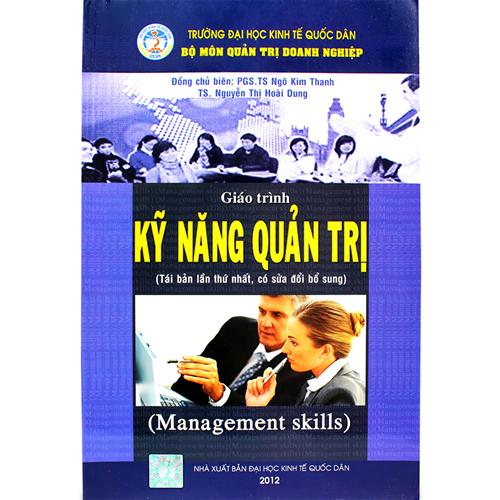 TRƯỜNG ĐẠI HỌC KINH TẾ QUỐC DÂN
BỘ MÔN QUẢN TRỊ DOANH NGHIỆP
Đồng chủ biên: PGS.TS Ngô Kim Thanh
TS. Nguyễn Thị Hoài Dung
Giáo trình
KỸ NĂNG QUẢN TRỊ
(Tái bản lần thứ nhất, có sửa đổi bổ sung)
(Management skills)
NHÀ XUẤT BẢN ĐẠI HỌC KINH TẾ QUỐC DÂN
2012